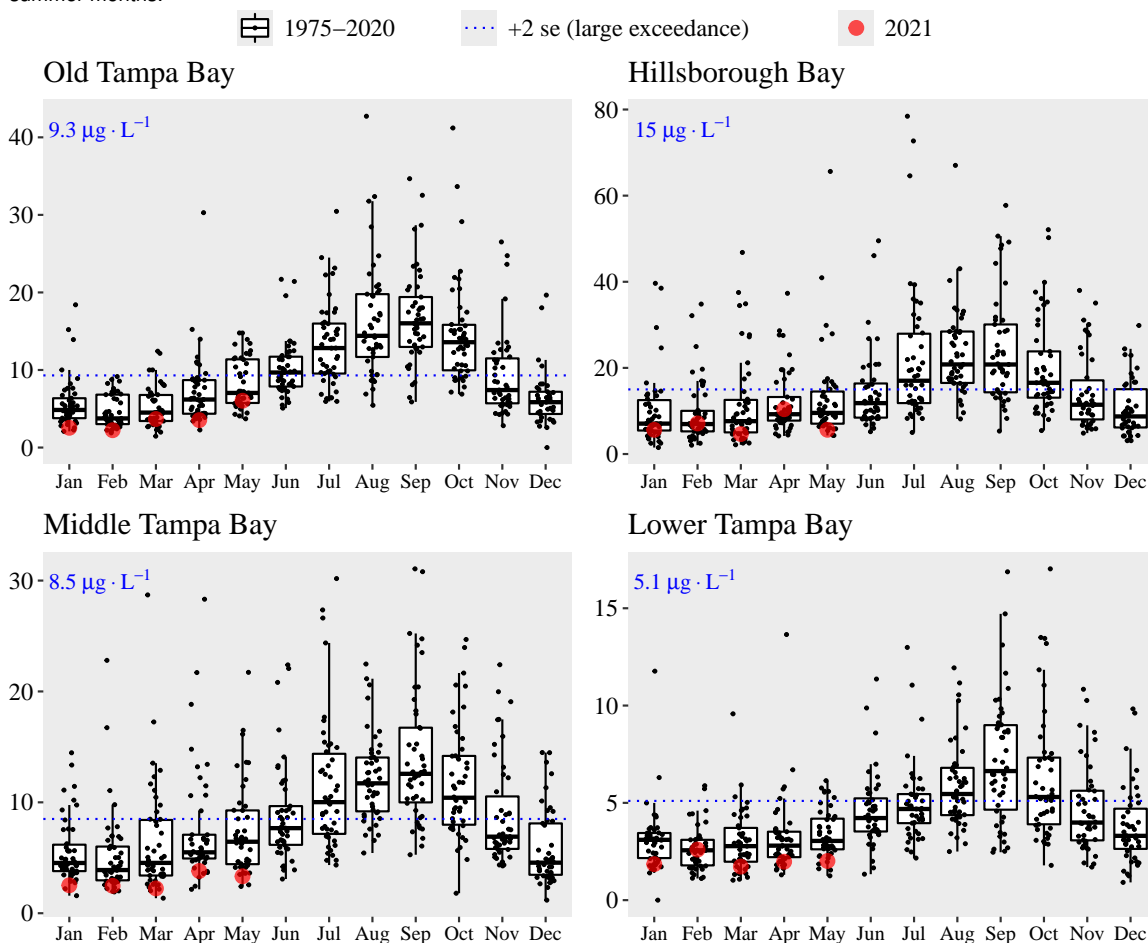 summer months.
1975−2020 +2 se (large exceedance) 2021
Old Tampa Bay
9.3 μg · L⁻¹
40
30
20
10
0
Jan Feb Mar Apr May Jun Jul Aug Sep Oct Nov Dec
Hillsborough Bay
15 μg · L⁻¹
80
60
40
20
0
Jan Feb Mar Apr May Jun Jul Aug Sep Oct Nov Dec
Middle Tampa Bay
8.5 μg · L⁻¹
30
20
10
0
Jan Feb Mar Apr May Jun Jul Aug Sep Oct Nov Dec
Lower Tampa Bay
5.1 μg · L⁻¹
15
10
5
0
Jan Feb Mar Apr May Jun Jul Aug Sep Oct Nov Dec